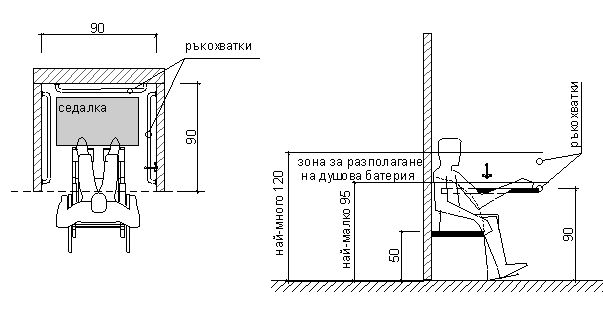 90
ръкохватки
седалка
90
зона за разполагане
на душова батерия
най-много 120
най-малко 95
50
90
ръкохватки